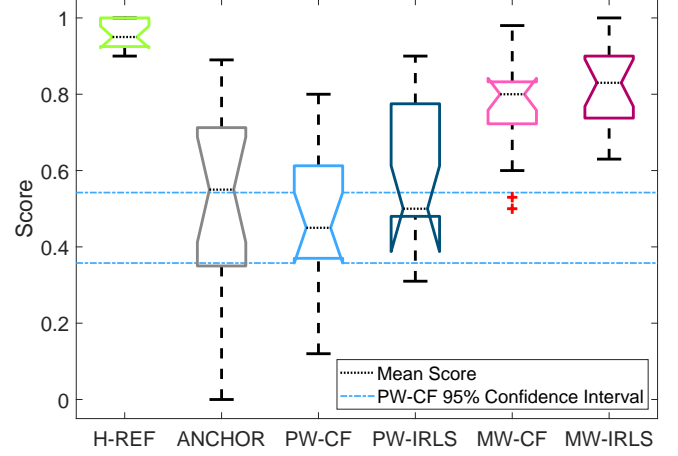 1
0.8
0.6
0.4
0.2
0
Score
Mean Score
PW-CF 95% Confidence Interval
H-REF ANCHOR PW-CF PW-IRLS MW-CF MW-IRLS